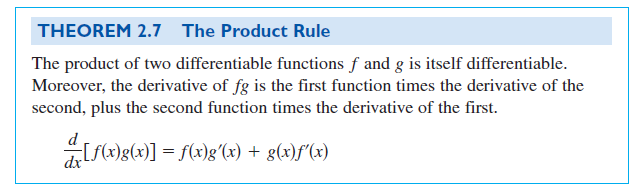 THEOREM 2.7 The Product Rule
The product of two differentiable functions f and g is itself differentiable.
Moreover, the derivative of fg is the first function times the derivative of the
second, plus the second function times the derivative of the first.
d/dx[f(x)g(x)] = f(x)g′(x) + g(x)f′(x)